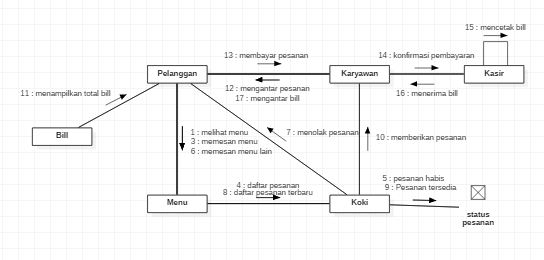 15 : mencetak bill
13 : membayar pesanan
14 : konfirmasi pembayaran
Pelanggan
Karyawan
Kasir
12 : mengantar pesanan
17 : mengantar bill
16 : menerima bill
11 : menampilkan total bill
Bill
1 : melihat menu
3 : memesan menu
6 : memesan menu lain
7 : menolak pesanan
10 : memberikan pesanan
4 : daftar pesanan
8 : daftar pesanan terbaru
5 : pesanan habis
9 : Pesanan tersedia
Menu
Koki
status
pesanan